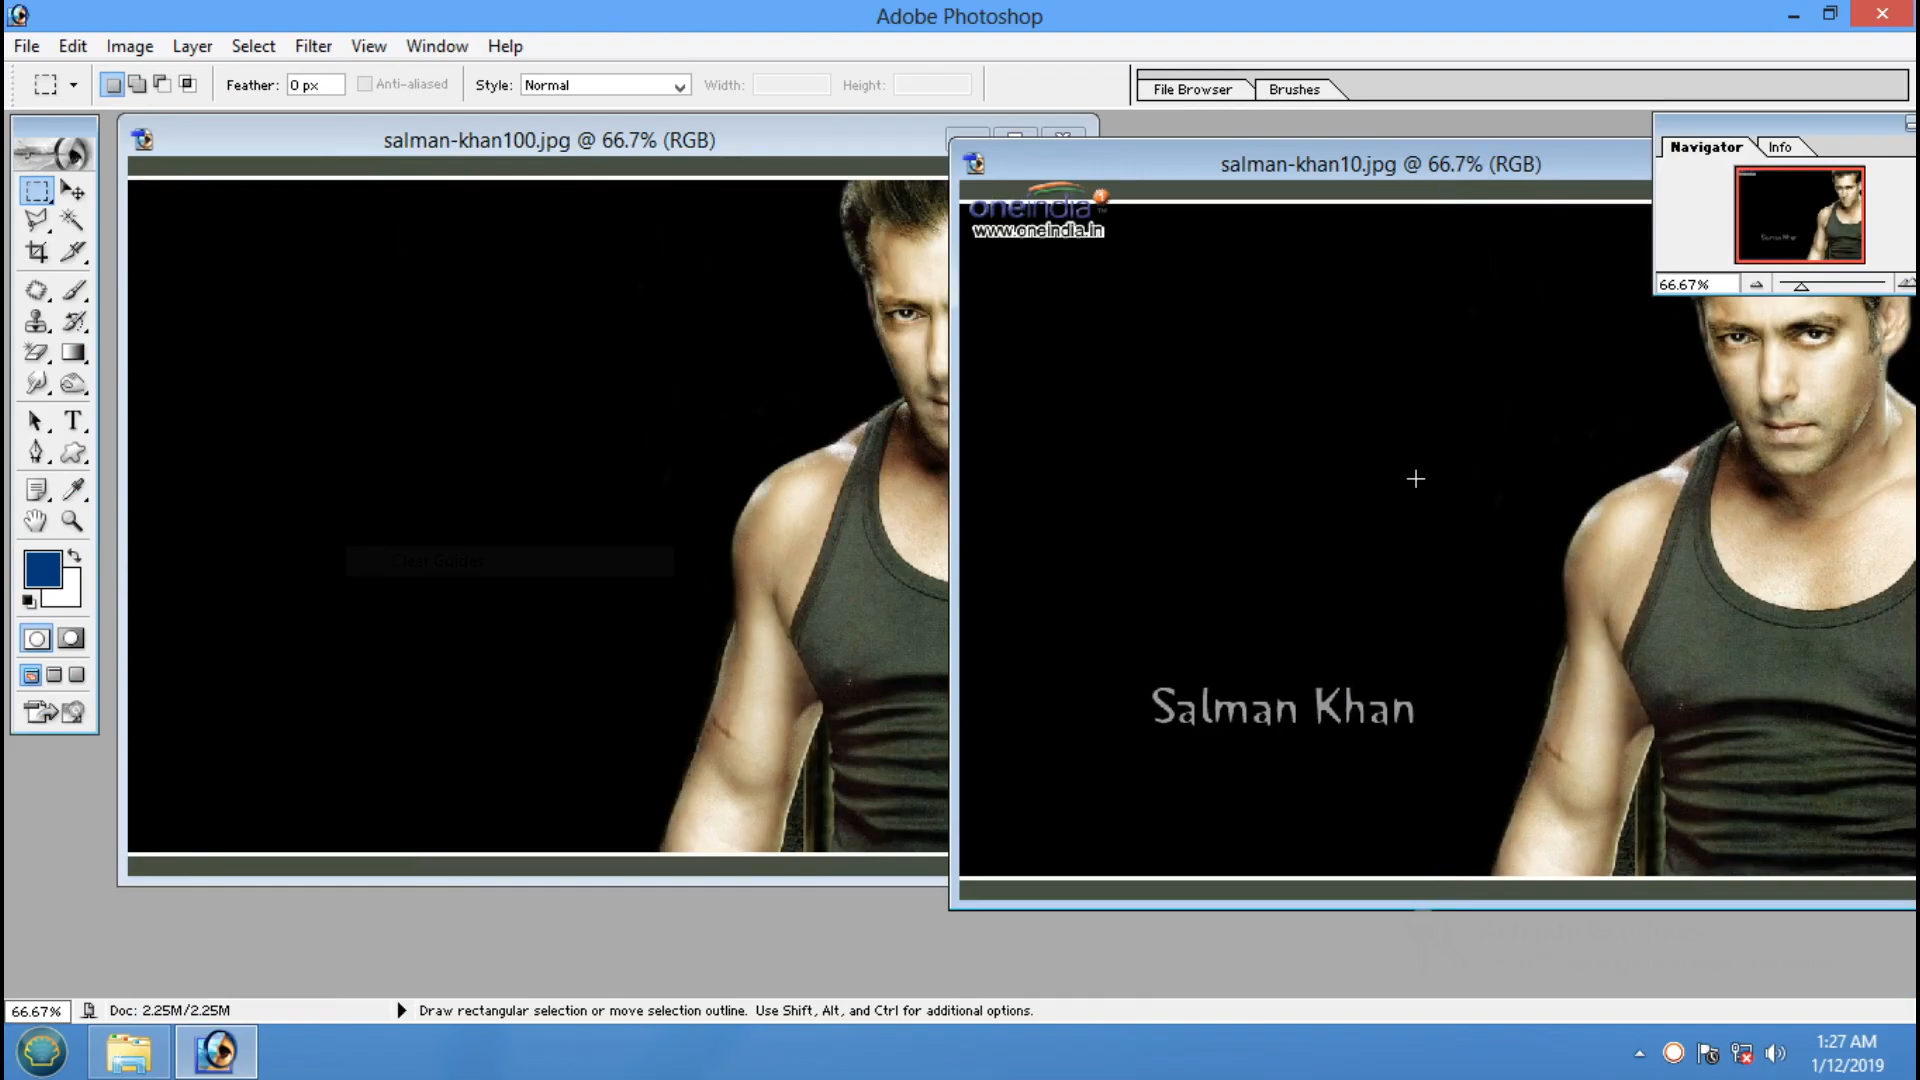 Adobe Photoshop
File Edit Image Layer Select Filter View Window Help
Feather: 0 px Anti-aliased Style: Normal Width: Height: File Browser Brushes
salman-khan100.jpg @ 66.7% (RGB)
salman-khan10.jpg @ 66.7% (RGB)
Navigator Info
66.67%
oneindia
www.oneindia.in
Clear Guides
Salman Khan
66.67% Doc: 2.25M/2.25M Draw rectangular selection or move selection outline. Use Shift, Alt, and Ctrl for additional options.
1:27 AM
1/12/2019